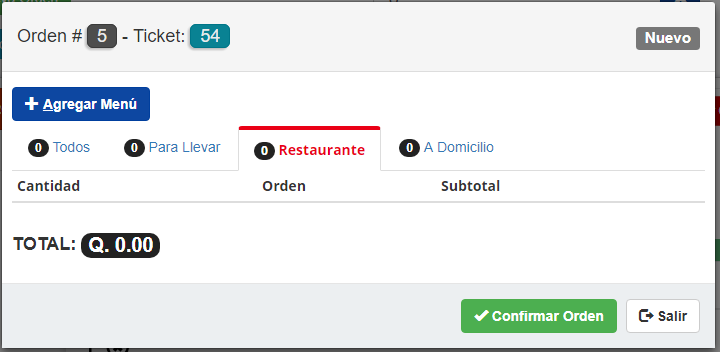 Orden # 5 - Ticket: 54
Nuevo
Agregar Menú
0 Todos 0 Para Llevar 0 Restaurante 0 A Domicilio
Cantidad Orden Subtotal
TOTAL: Q. 0.00
Confirmar Orden Salir